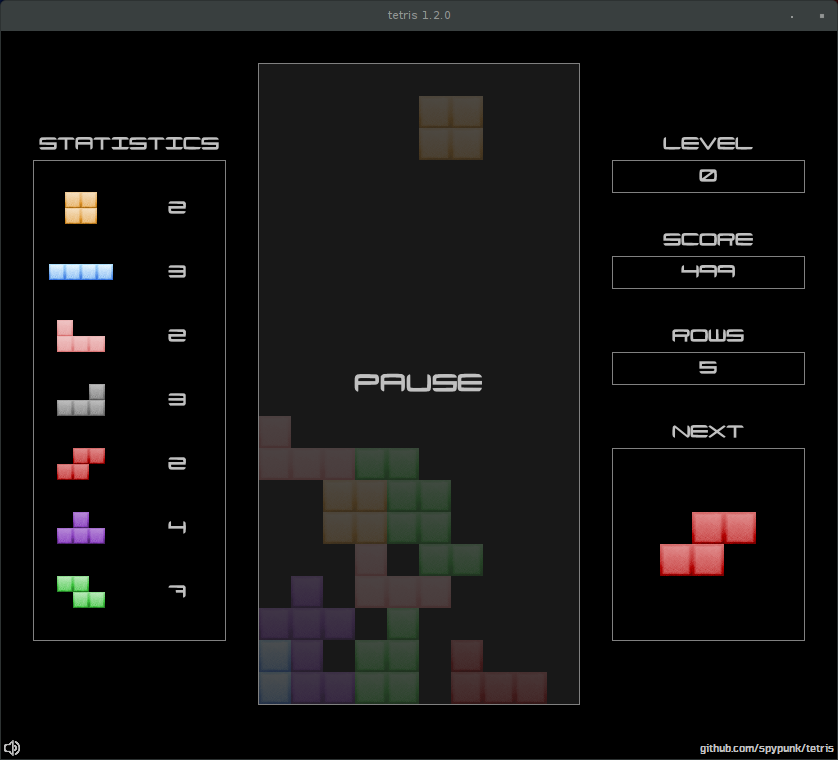 tetris 1.2.0
STATISTICS
2
3
2
3
2
4
7
PAUSE
LEVEL
0
SCORE
499
ROWS
5
NEXT
github.com/spypunk/tetris